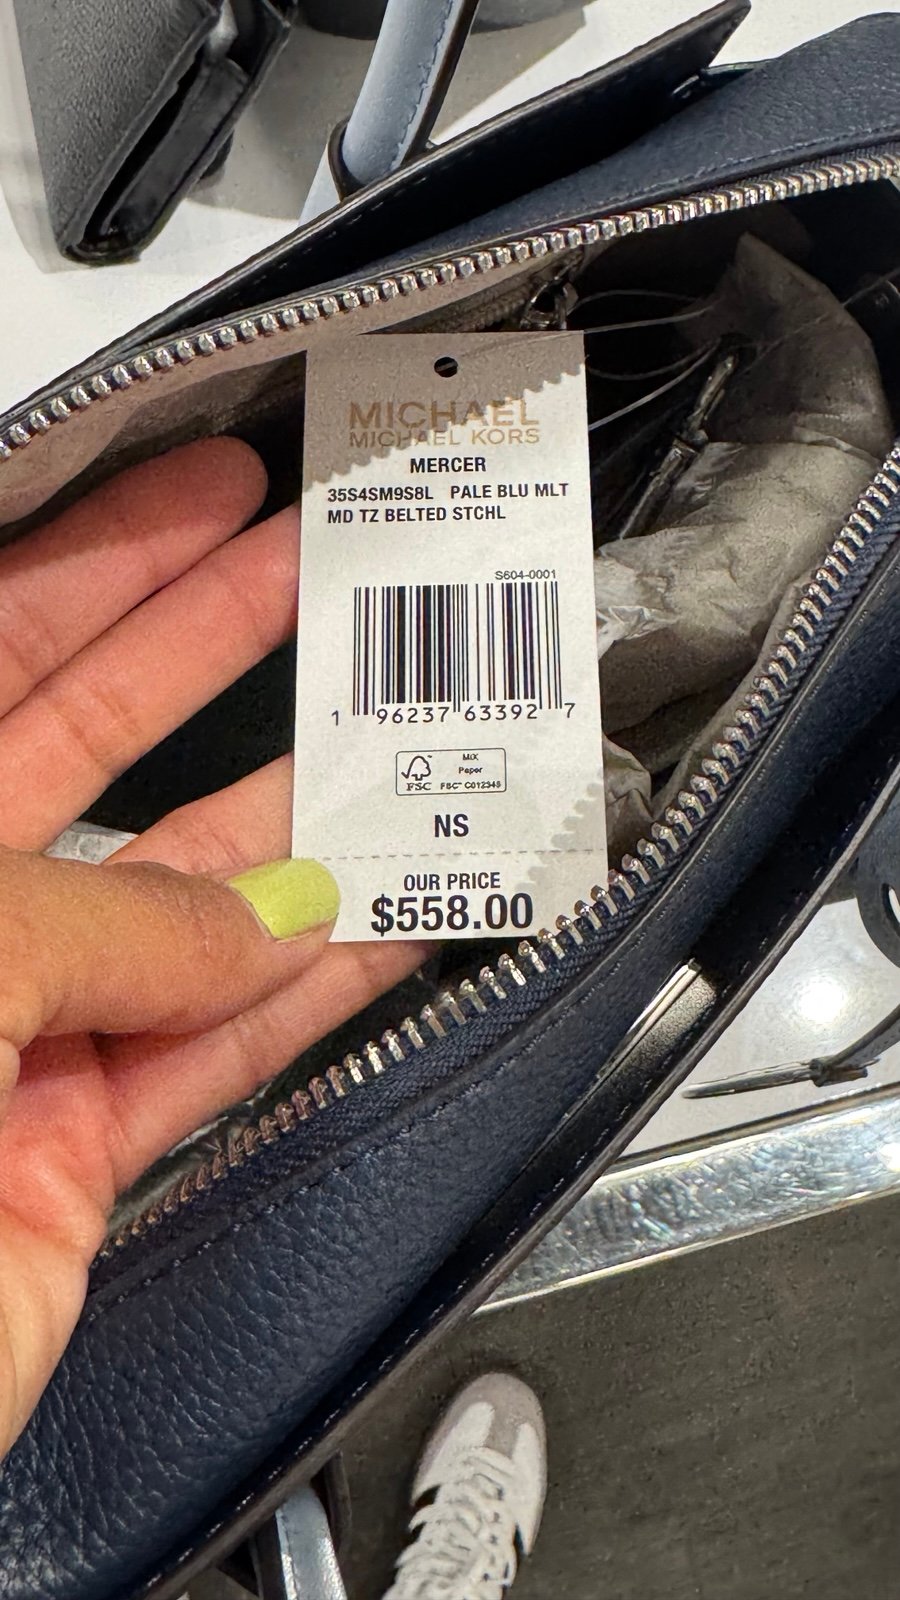 MICHAEL
MICHAEL KORS
MERCER
35S4SM9S8L PALE BLU MLT
MD TZ BELTED STCHL
S604-0001
1 96237 63392 7
FSC
MIX
Paper
FSC™ C012345
NS
OUR PRICE
$558.00